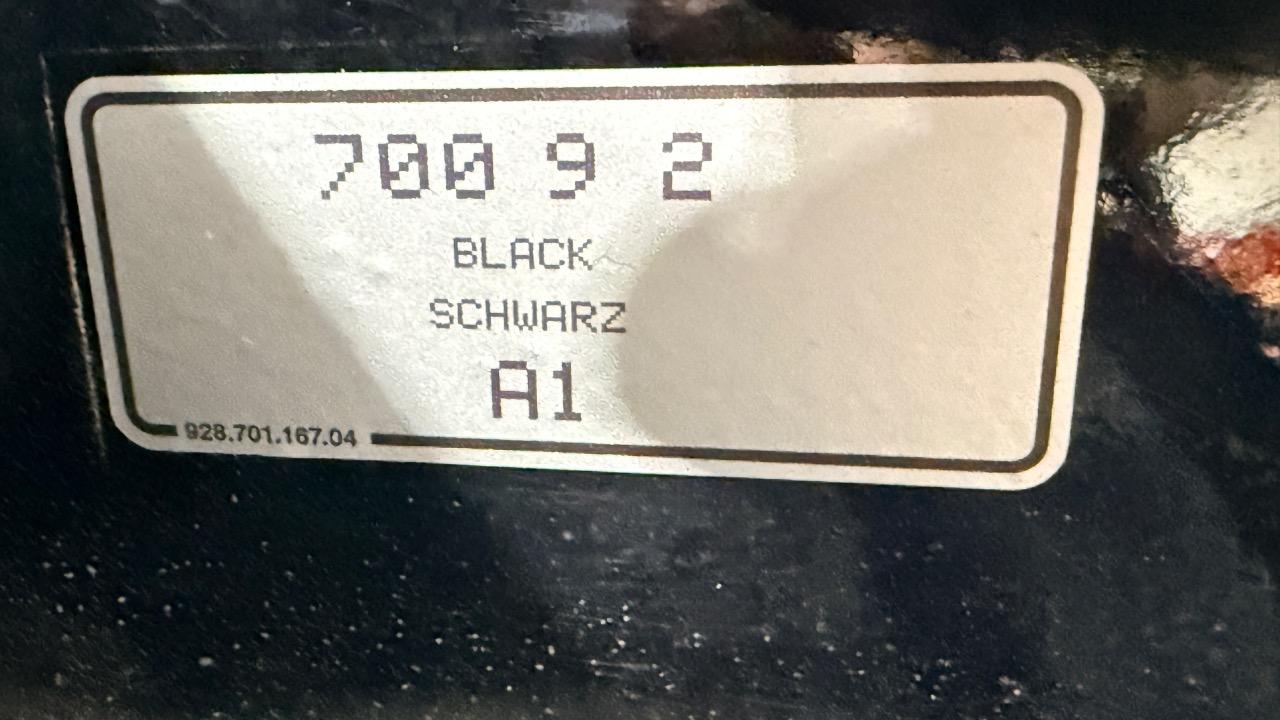 700 9 2
BLACK
SCHWARZ
A1
928.701.167.04